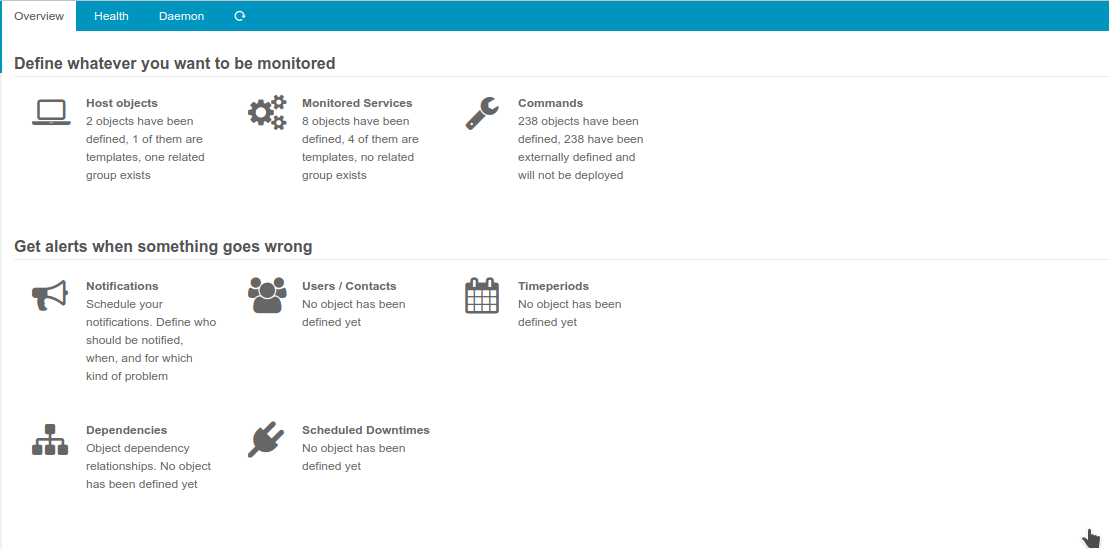 Overview Health Daemon
Define whatever you want to be monitored
Host objects
2 objects have been
defined, 1 of them are
templates, one related
group exists
Monitored Services
8 objects have been
defined, 4 of them are
templates, no related
group exists
Commands
238 objects have been
defined, 238 have been
externally defined and
will not be deployed
Get alerts when something goes wrong
Notifications
Schedule your
notifications. Define who
should be notified,
when, and for which
kind of problem
Users / Contacts
No object has been
defined yet
Timeperiods
No object has been
defined yet
Dependencies
Object dependency
relationships. No object
has been defined yet
Scheduled Downtimes
No object has been
defined yet